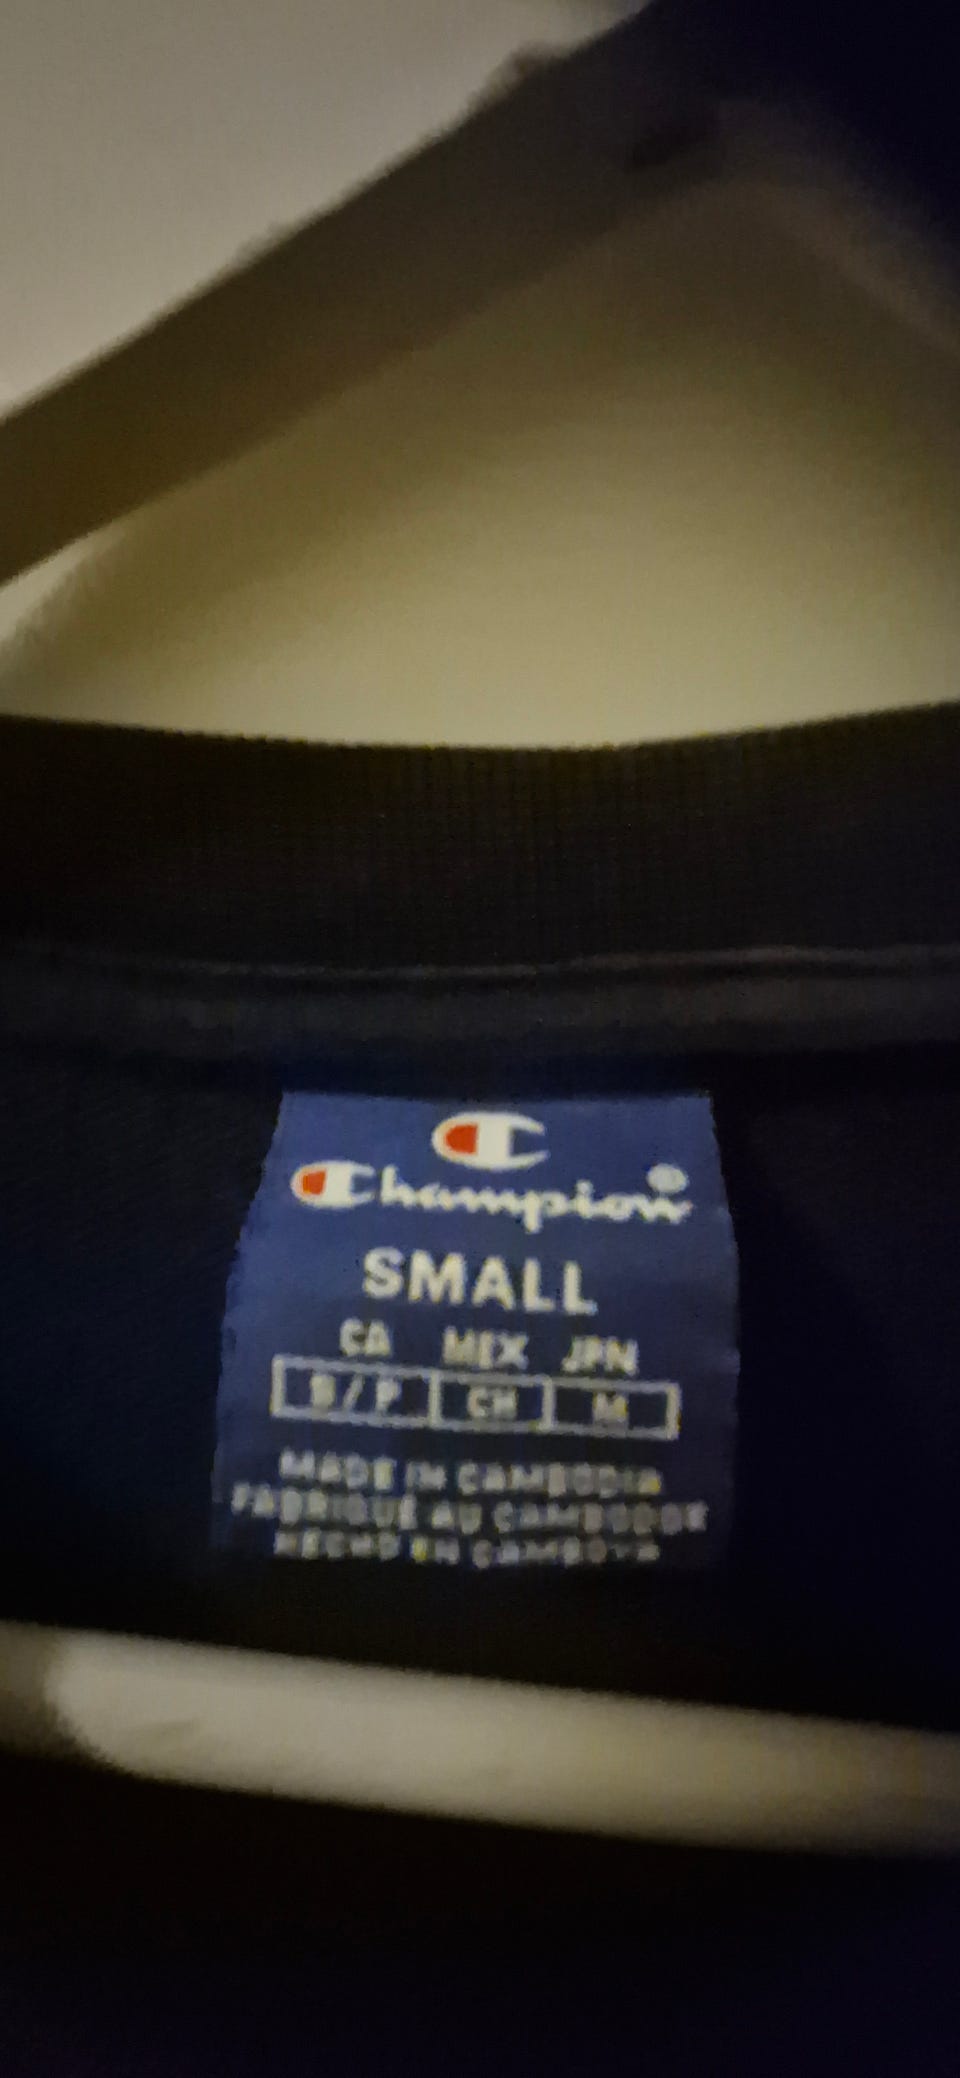 Champion®
SMALL
CA MEX JPN
S/P CH M
MADE IN CAMBODIA
FABRIQUÉ AU CAMBODGE
HECHO EN CAMBOYA